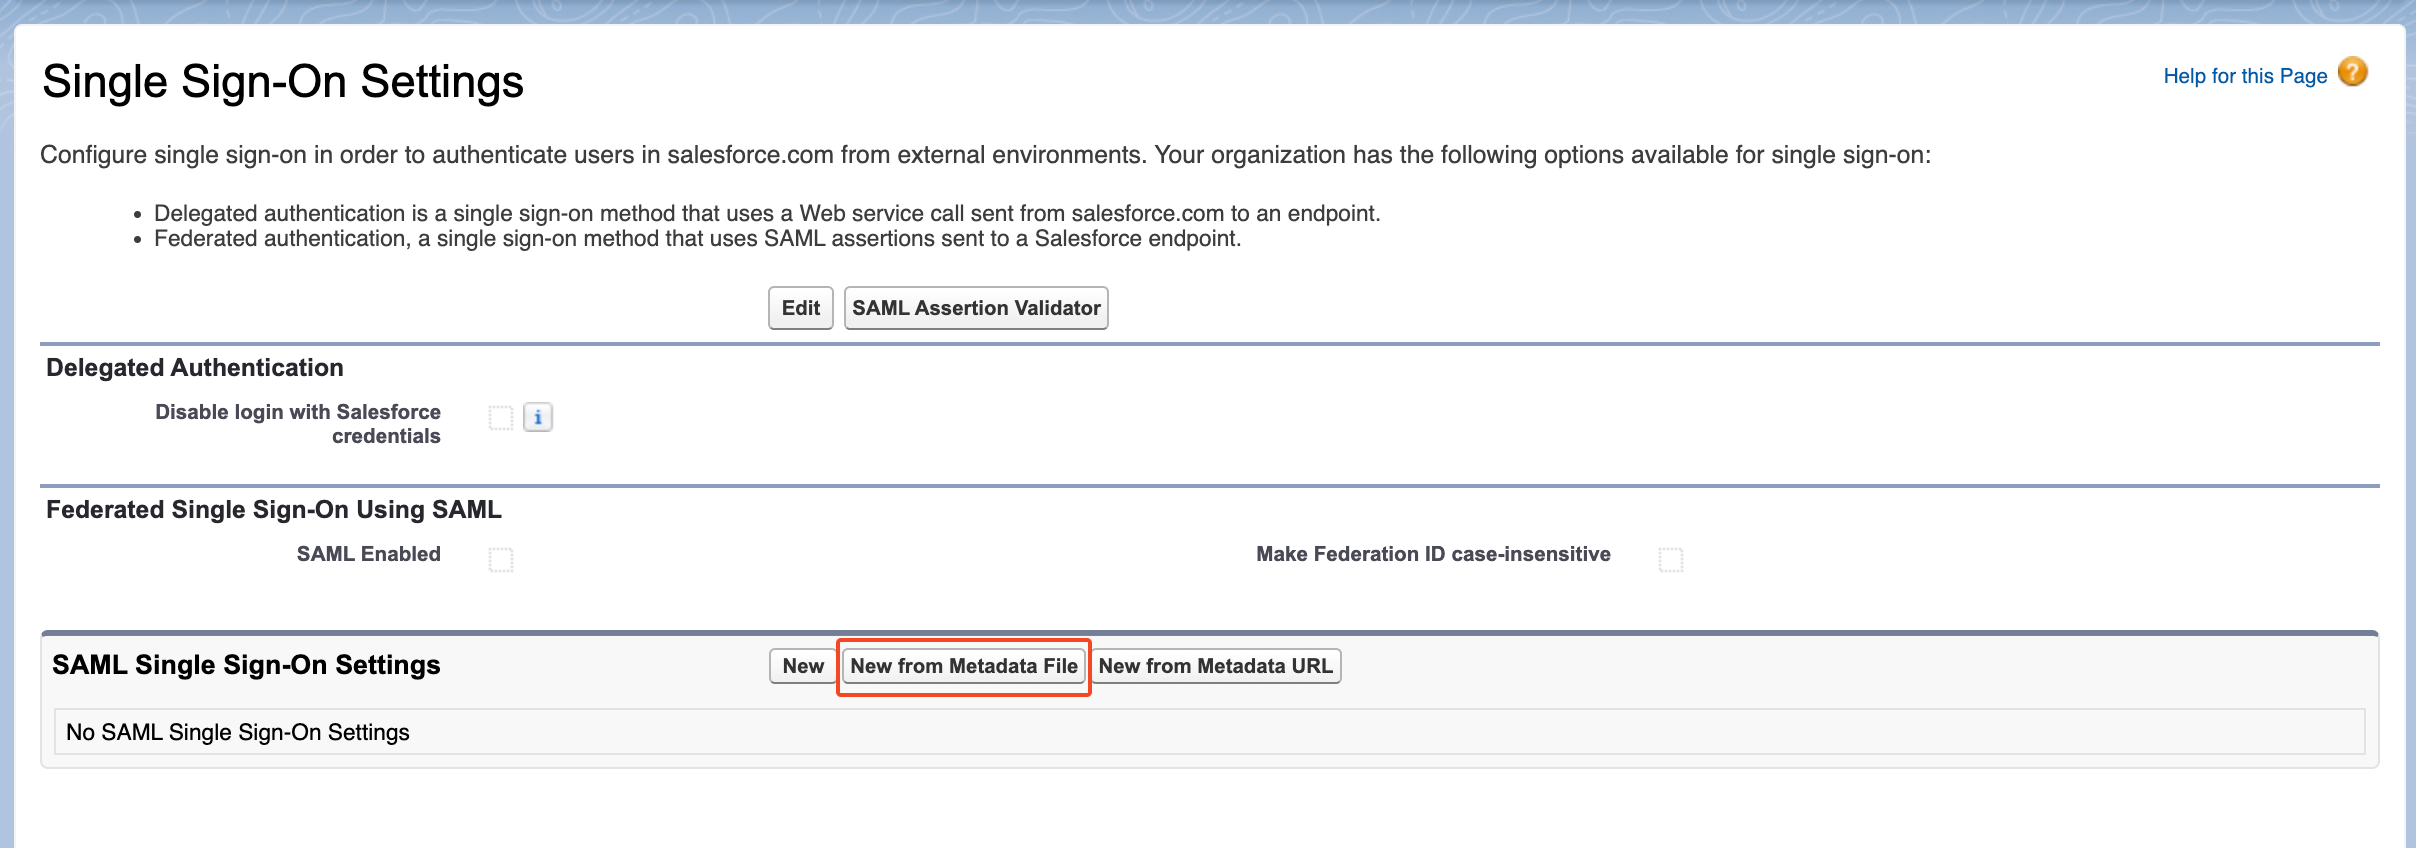 Single Sign-On Settings
Help for this Page ?
Configure single sign-on in order to authenticate users in salesforce.com from external environments. Your organization has the following options available for single sign-on:
• Delegated authentication is a single sign-on method that uses a Web service call sent from salesforce.com to an endpoint.
• Federated authentication, a single sign-on method that uses SAML assertions sent to a Salesforce endpoint.
Edit SAML Assertion Validator
Delegated Authentication
Disable login with Salesforce
credentials
i
Federated Single Sign-On Using SAML
SAML Enabled
Make Federation ID case-insensitive
SAML Single Sign-On Settings
New New from Metadata File New from Metadata URL
No SAML Single Sign-On Settings